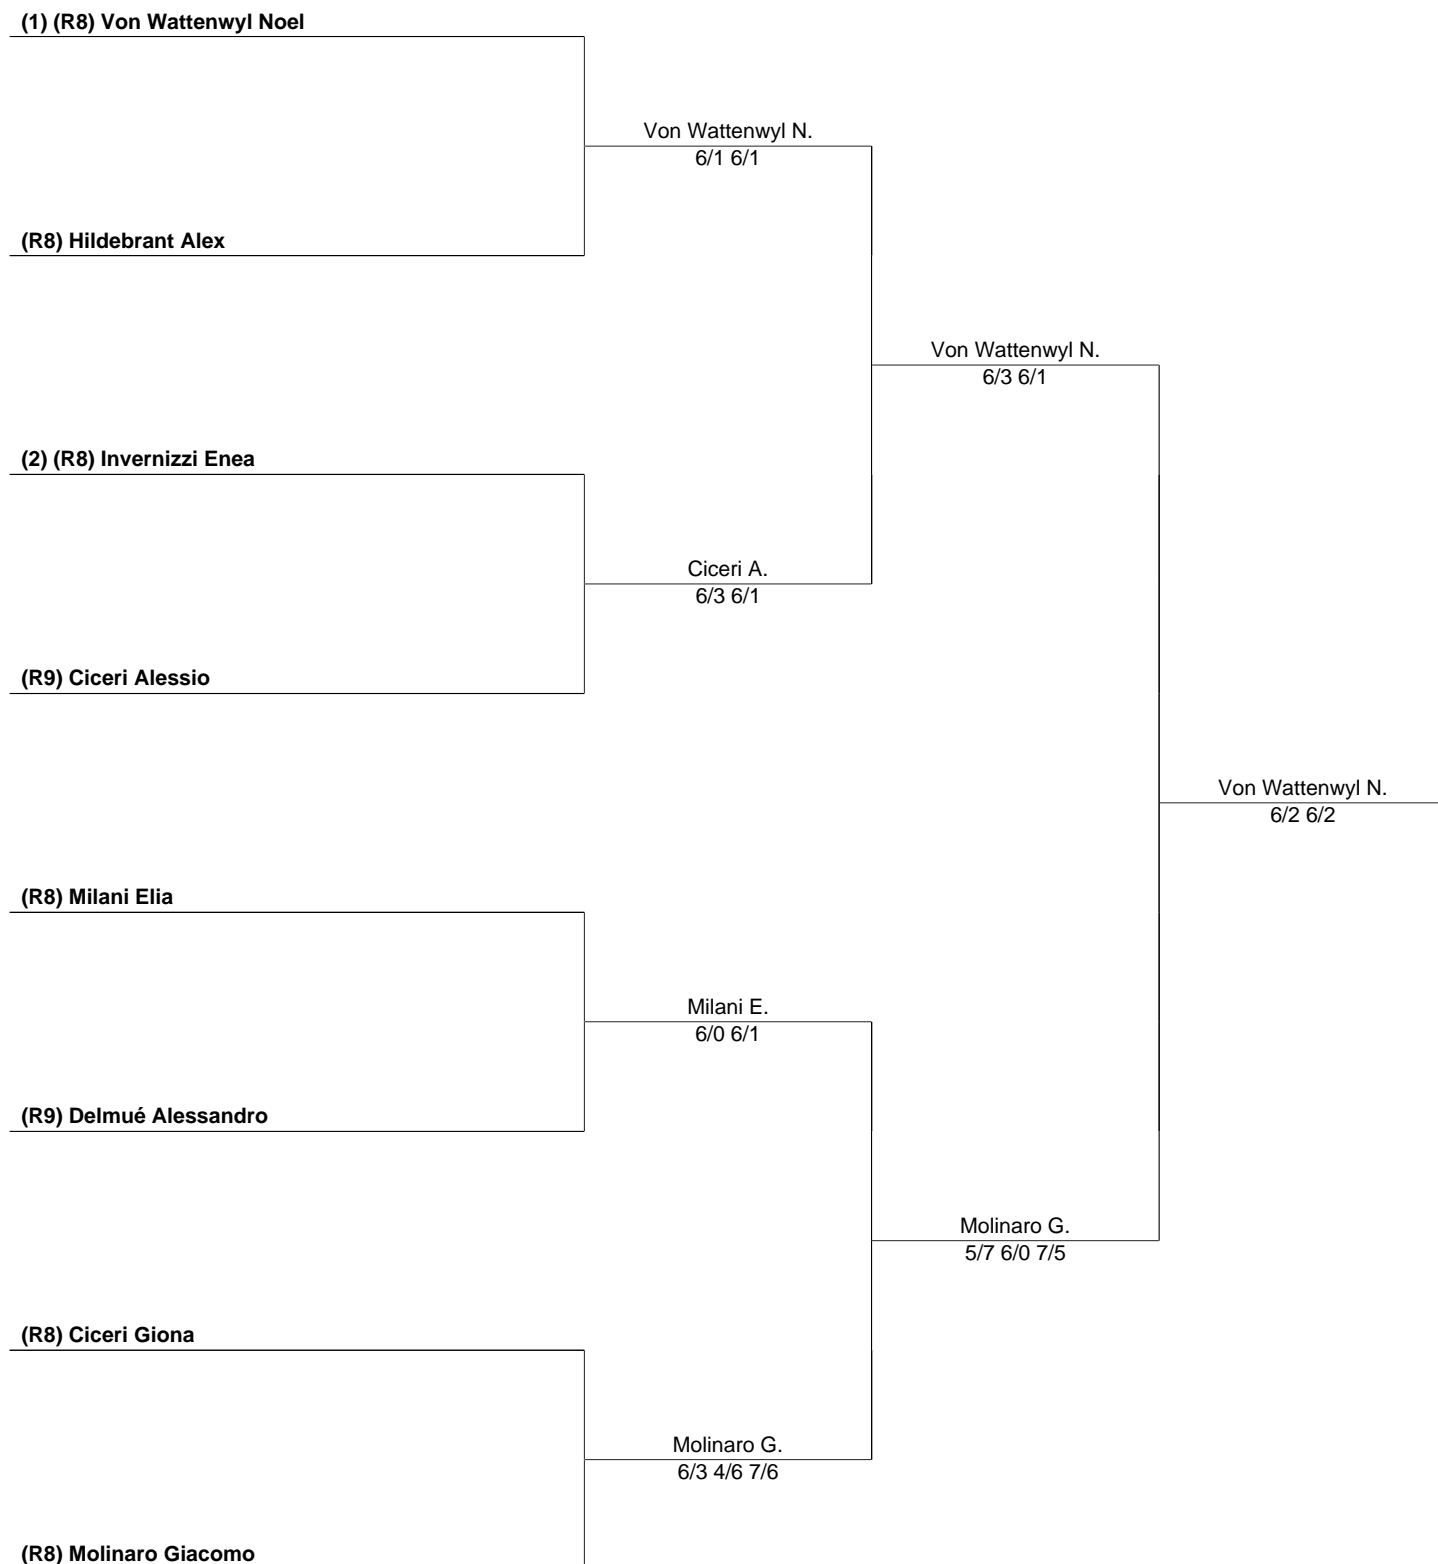 (1) (R8) Von Wattenwyl Noel
Von Wattenwyl N.
6/1 6/1
(R8) Hildebrant Alex
Von Wattenwyl N.
6/3 6/1
(2) (R8) Invernizzi Enea
Ciceri A.
6/3 6/1
(R9) Ciceri Alessio
Von Wattenwyl N.
6/2 6/2
(R8) Milani Elia
Milani E.
6/0 6/1
(R9) Delmué Alessandro
Molinaro G.
5/7 6/0 7/5
(R8) Ciceri Giona
Molinaro G.
6/3 4/6 7/6
(R8) Molinaro Giacomo